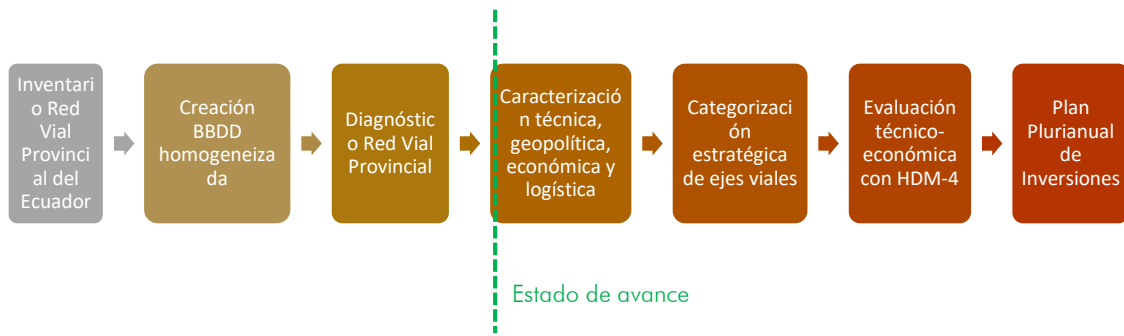 Inventari
o Red
Vial
Provinci
al del
Ecuador
Creación
BBDD
homogeneiza
da
Diagnóstic
o Red Vial
Provincial
Caracterizació
n técnica,
geopolítica,
económica y
logística
Categorizaci
ón
estratégica
de ejes viales
Evaluación
técnico-
económica
con HDM-4
Plan
Plurianual
de
Inversiones
Estado de avance